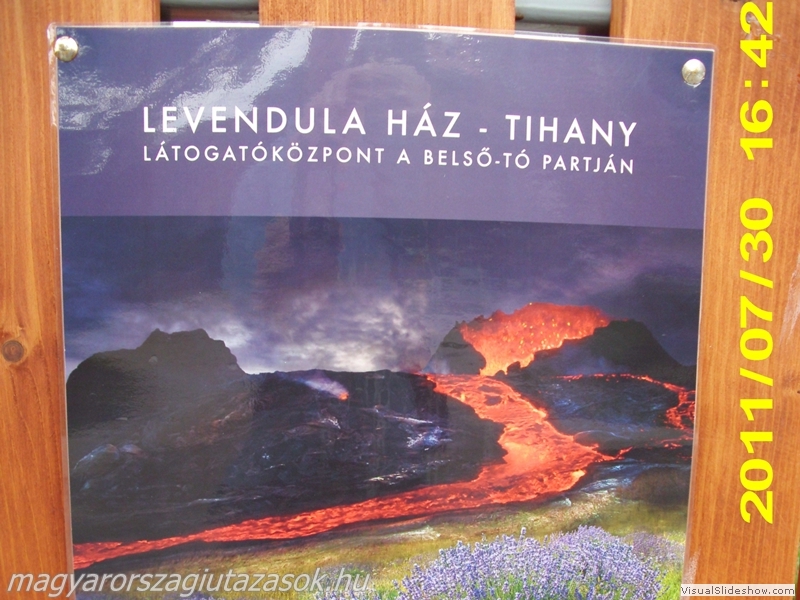 LEVENDULA HÁZ - TIHANY
LÁTOGATÓKÖZPONT A BELSŐ-TÓ PARTJÁN
2011/07/30 16:42
magyarorszagiutazasok.hu
VisualSlideshow.com